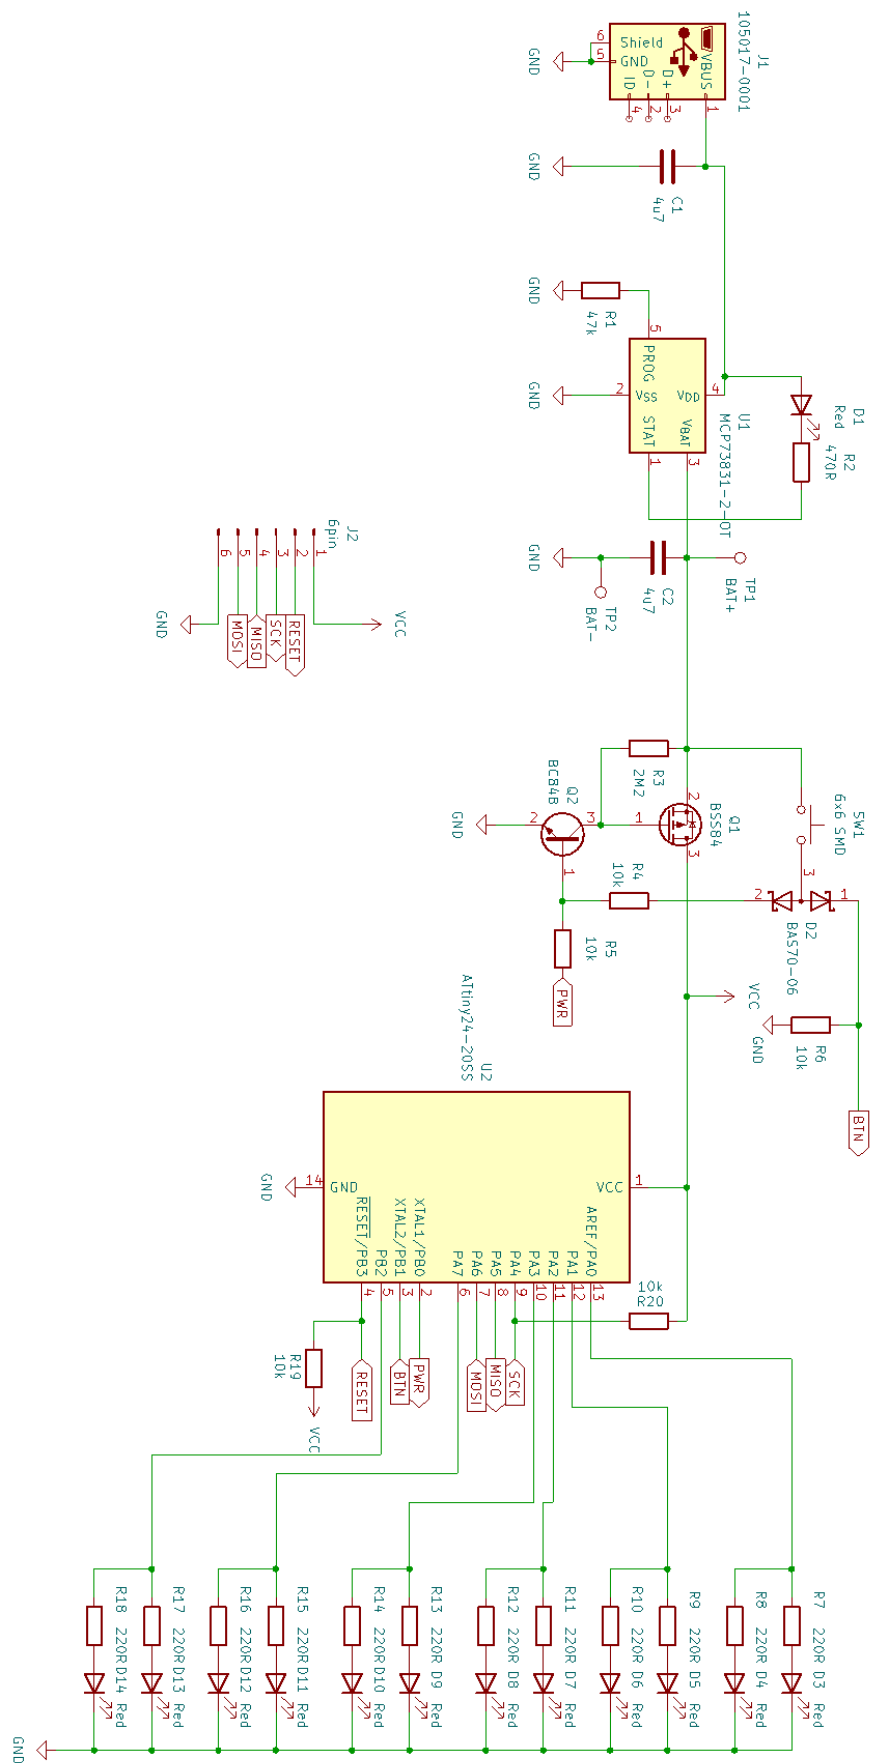 J1
105017-0001
VBUS
1
D+
3
D-
2
ID
4
Shield
6
GND
5
GND
C1
4u7
GND
R1
47k
GND
PROG
5
Vss
2
GND
STAT
1
VDD
4
VBAT
3
U1
MCP73831-2-OT
D1
Red
R2
470R
TP1
BAT+
C2
4u7
TP2
BAT-
GND
J2
6pin
1
2
3
4
5
6
VCC
RESET
SCK
MISO
MOSI
GND
SW1
6x6 SMD
R3
2M2
Q1
BSS84
2
1
3
Q2
BC84B
2
3
1
GND
R4
10k
R5
10k
PWR
3
2
1
D2
BAS70-06
VCC
R6
10k
GND
BTN
U2
ATtiny24-20SS
VCC
1
GND
14
GND
AREF/PA0
13
PA1
12
PA2
11
PA3
10
PA4
9
PA5
8
PA6
7
PA7
6
XTAL1/PB0
2
XTAL2/PB1
3
PB2
5
RESET/PB3
4
10k
R20
SCK
MISO
MOSI
PWR
BTN
RESET
R19
10k
VCC
R7 220R D3 Red
R8 220R D4 Red
R9 220R D5 Red
R10 220R D6 Red
R11 220R D7 Red
R12 220R D8 Red
R13 220R D9 Red
R14 220R D10 Red
R15 220R D11 Red
R16 220R D12 Red
R17 220R D13 Red
R18 220R D14 Red
GND